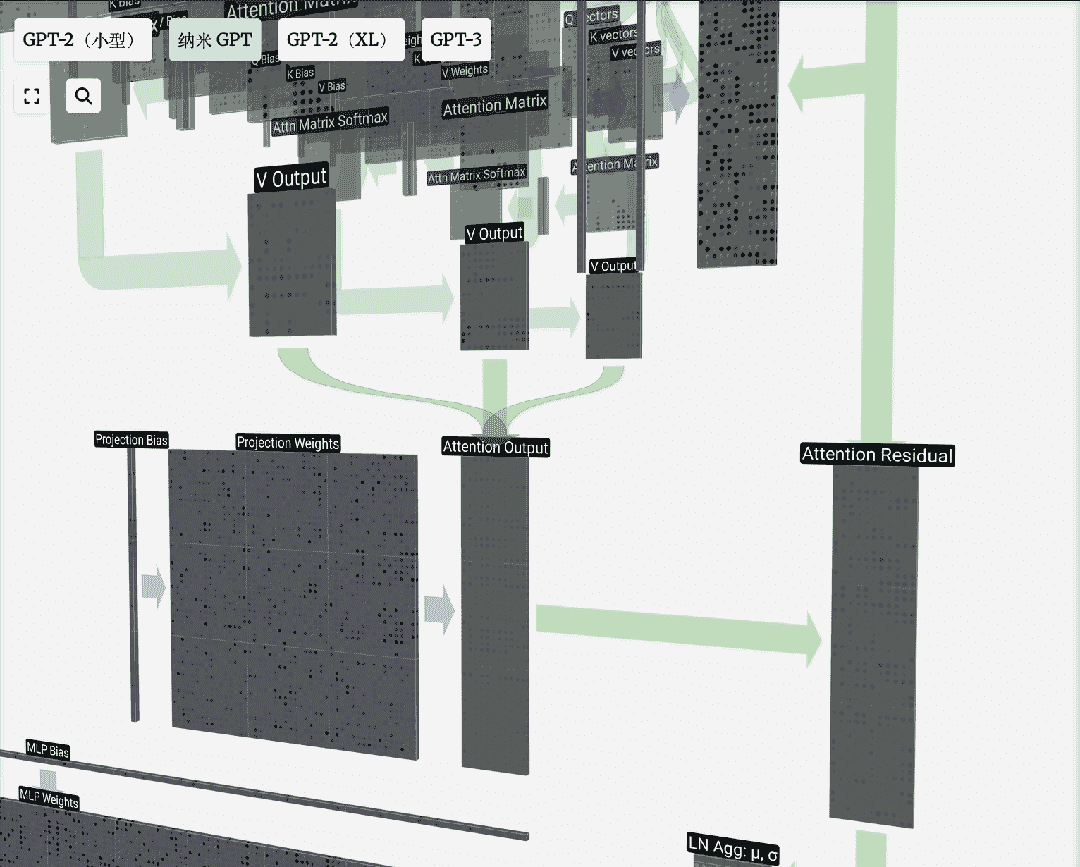 K Bias
Attention Matrix
GPT-2（小型）
纳米 GPT
GPT-2（XL）
GPT-3
Q Bias
K Bias
V Bias
V Weights
K vectors
V vectors
Attn Matrix Softmax
Attention Matrix
Attn Matrix Softmax
Attention Matrix
V Output
V Output
V Output
Projection Bias
Projection Weights
Attention Output
Attention Residual
MLP Bias
MLP Weights
LN Agg: μ, σ